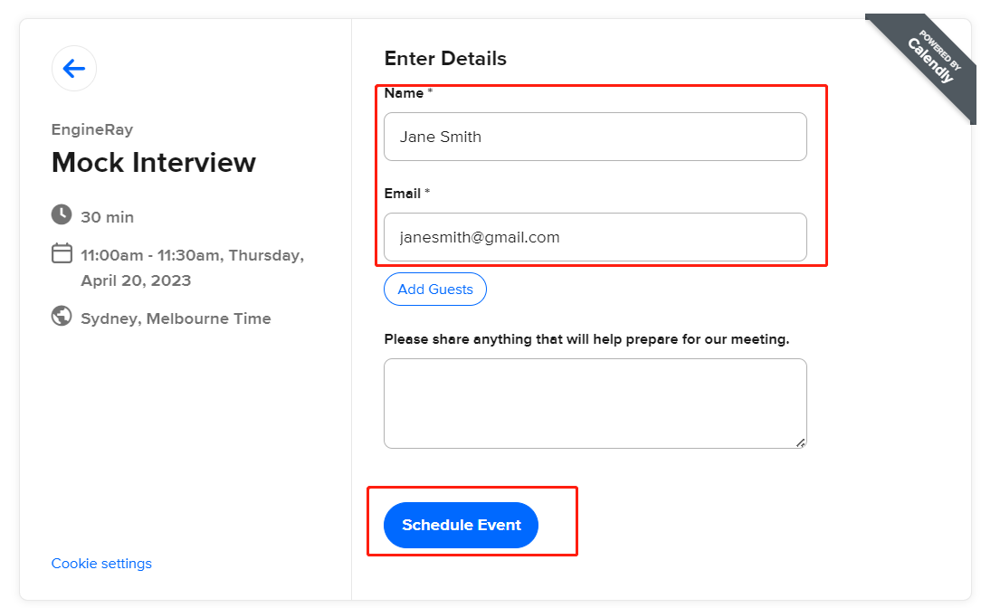 EngineRay
Mock Interview
30 min
11:00am - 11:30am, Thursday,
April 20, 2023
Sydney, Melbourne Time
Cookie settings
Enter Details
Name *
Jane Smith
Email *
janesmith@gmail.com
Add Guests
Please share anything that will help prepare for our meeting.
Schedule Event
POWERED BY
Calendly